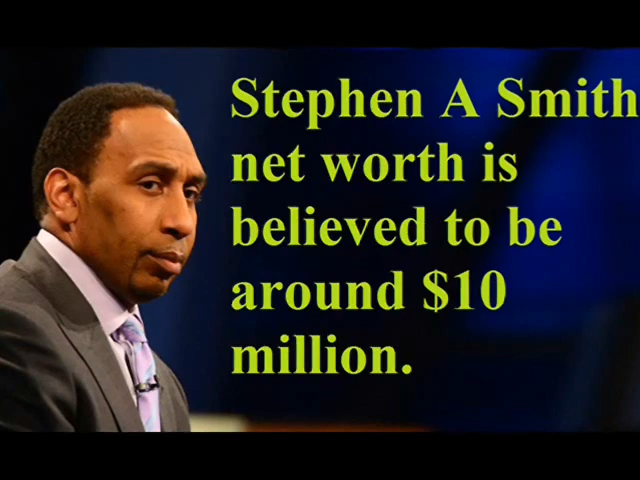 Stephen A Smith
net worth is
believed to be
around $10
million.